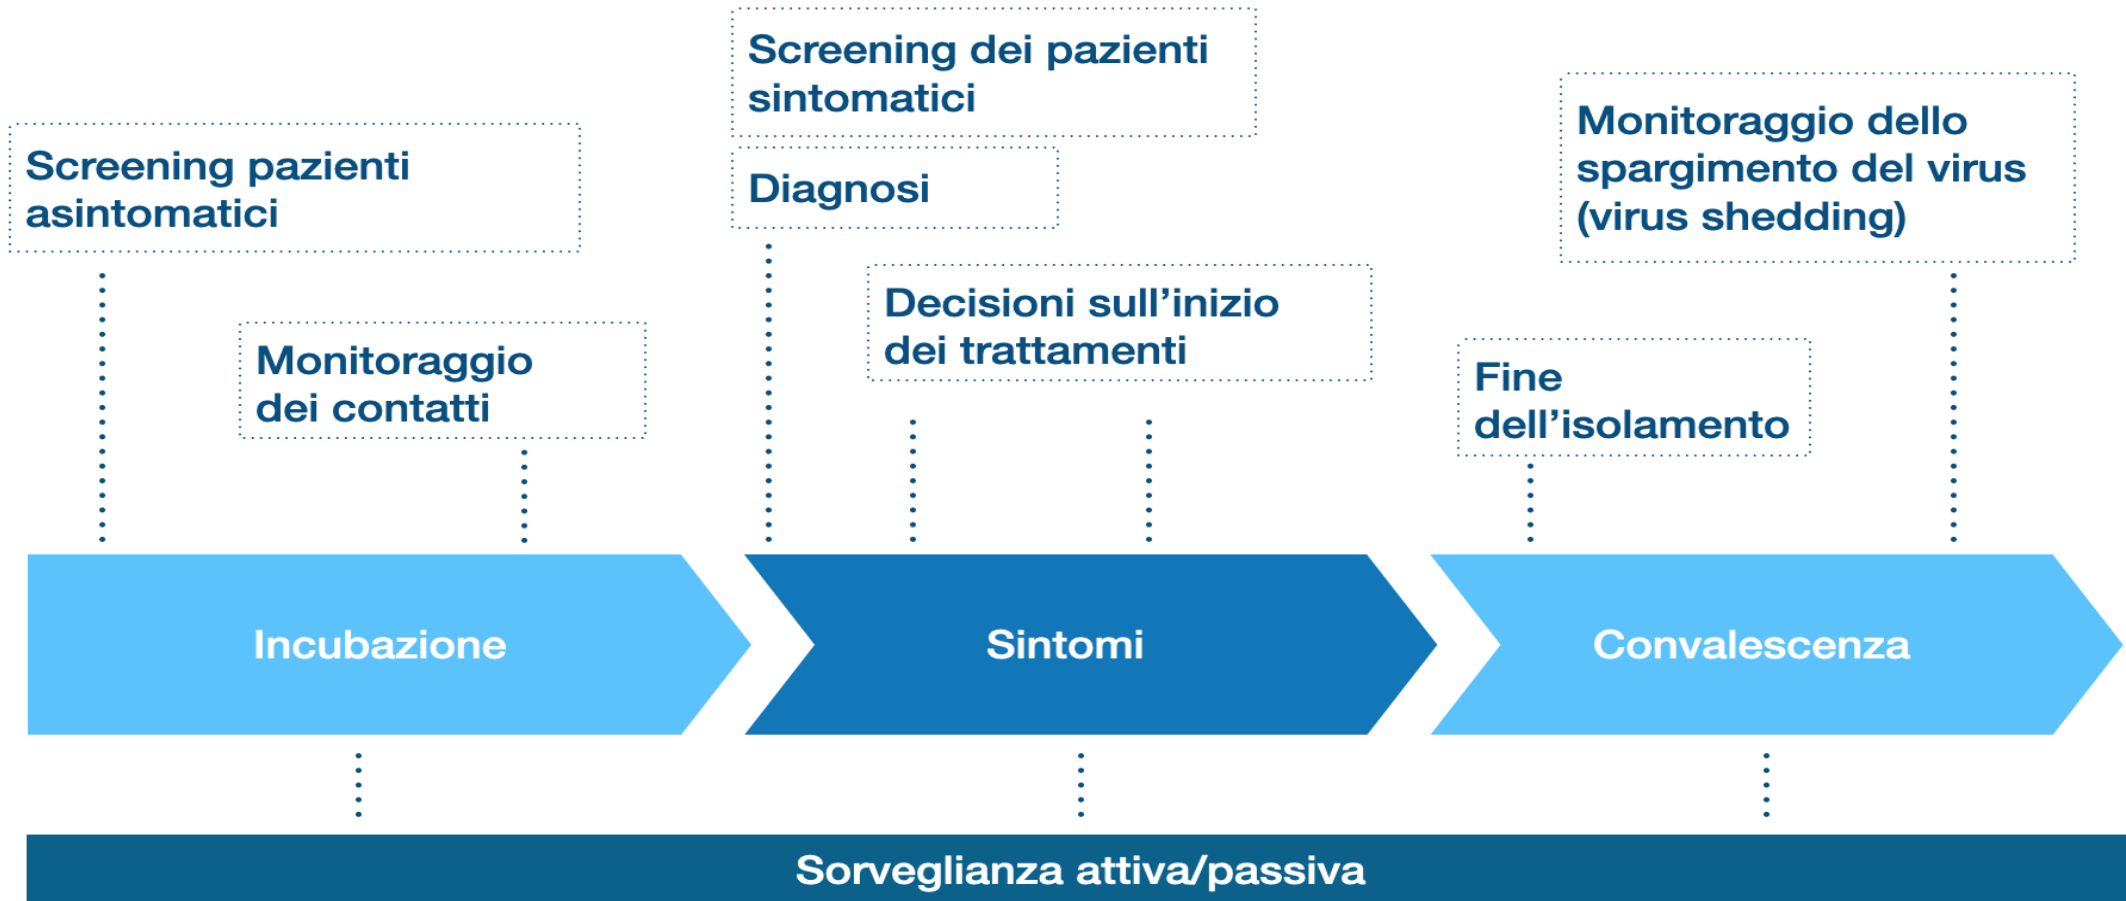 Screening pazienti
asintomatici
Monitoraggio
dei contatti
Screening dei pazienti
sintomatici
Diagnosi
Decisioni sull’inizio
dei trattamenti
Monitoraggio dello
spargimento del virus
(virus shedding)
Fine
dell’isolamento
Incubazione
Sintomi
Convalescenza
Sorveglianza attiva/passiva